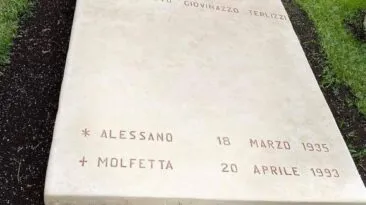 GIOVINAZZO TERLIZZI
* ALESSANO 18 MARZO 1935
+ MOLFETTA 20 APRILE 1993